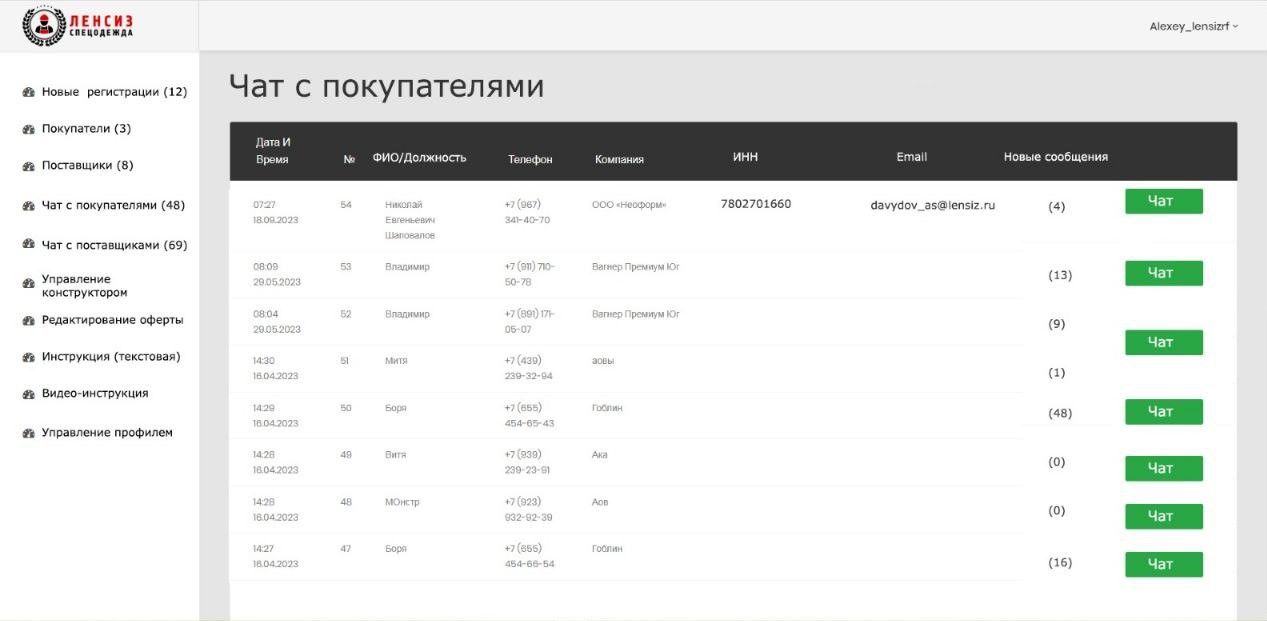 ЛЕНСИЗ
СПЕЦОДЕЖДА
Alexey_lensizrf
Новые регистрации (12)
Покупатели (3)
Поставщики (8)
Чат с покупателями (48)
Чат с поставщиками (69)
Управление
конструктором
Редактирование оферты
Инструкция (текстовая)
Видео-инструкция
Управление профилем
Чат с покупателями
Дата И
Время
№
ФИО/Должность
Телефон
Компания
ИНН
Email
Новые сообщения
07:27
18.09.2023
54
Николай
Евгеньевич
Шаповалов
+7 (967)
341-40-70
ООО «Неоформ»
7802701660
davydov_as@lensiz.ru
(4)
Чат
08:09
29.05.2023
53
Владимир
+7 (911) 710-
50-78
Вагнер Премиум Юг
(13)
Чат
08:04
29.05.2023
52
Владимир
+7 (891) 171-
05-07
Вагнер Премиум Юг
(9)
Чат
14:30
16.04.2023
51
Митя
+7 (439)
239-32-94
аовы
(1)
14:29
16.04.2023
50
Боря
+7 (655)
454-65-43
Гоблин
(48)
Чат
14:28
16.04.2023
49
Витя
+7 (939)
239-23-91
Ака
(0)
Чат
14:28
16.04.2023
48
МОнстр
+7 (923)
932-92-39
Аов
(0)
Чат
14:27
16.04.2023
47
Боря
+7 (655)
454-66-54
Гоблин
(16)
Чат